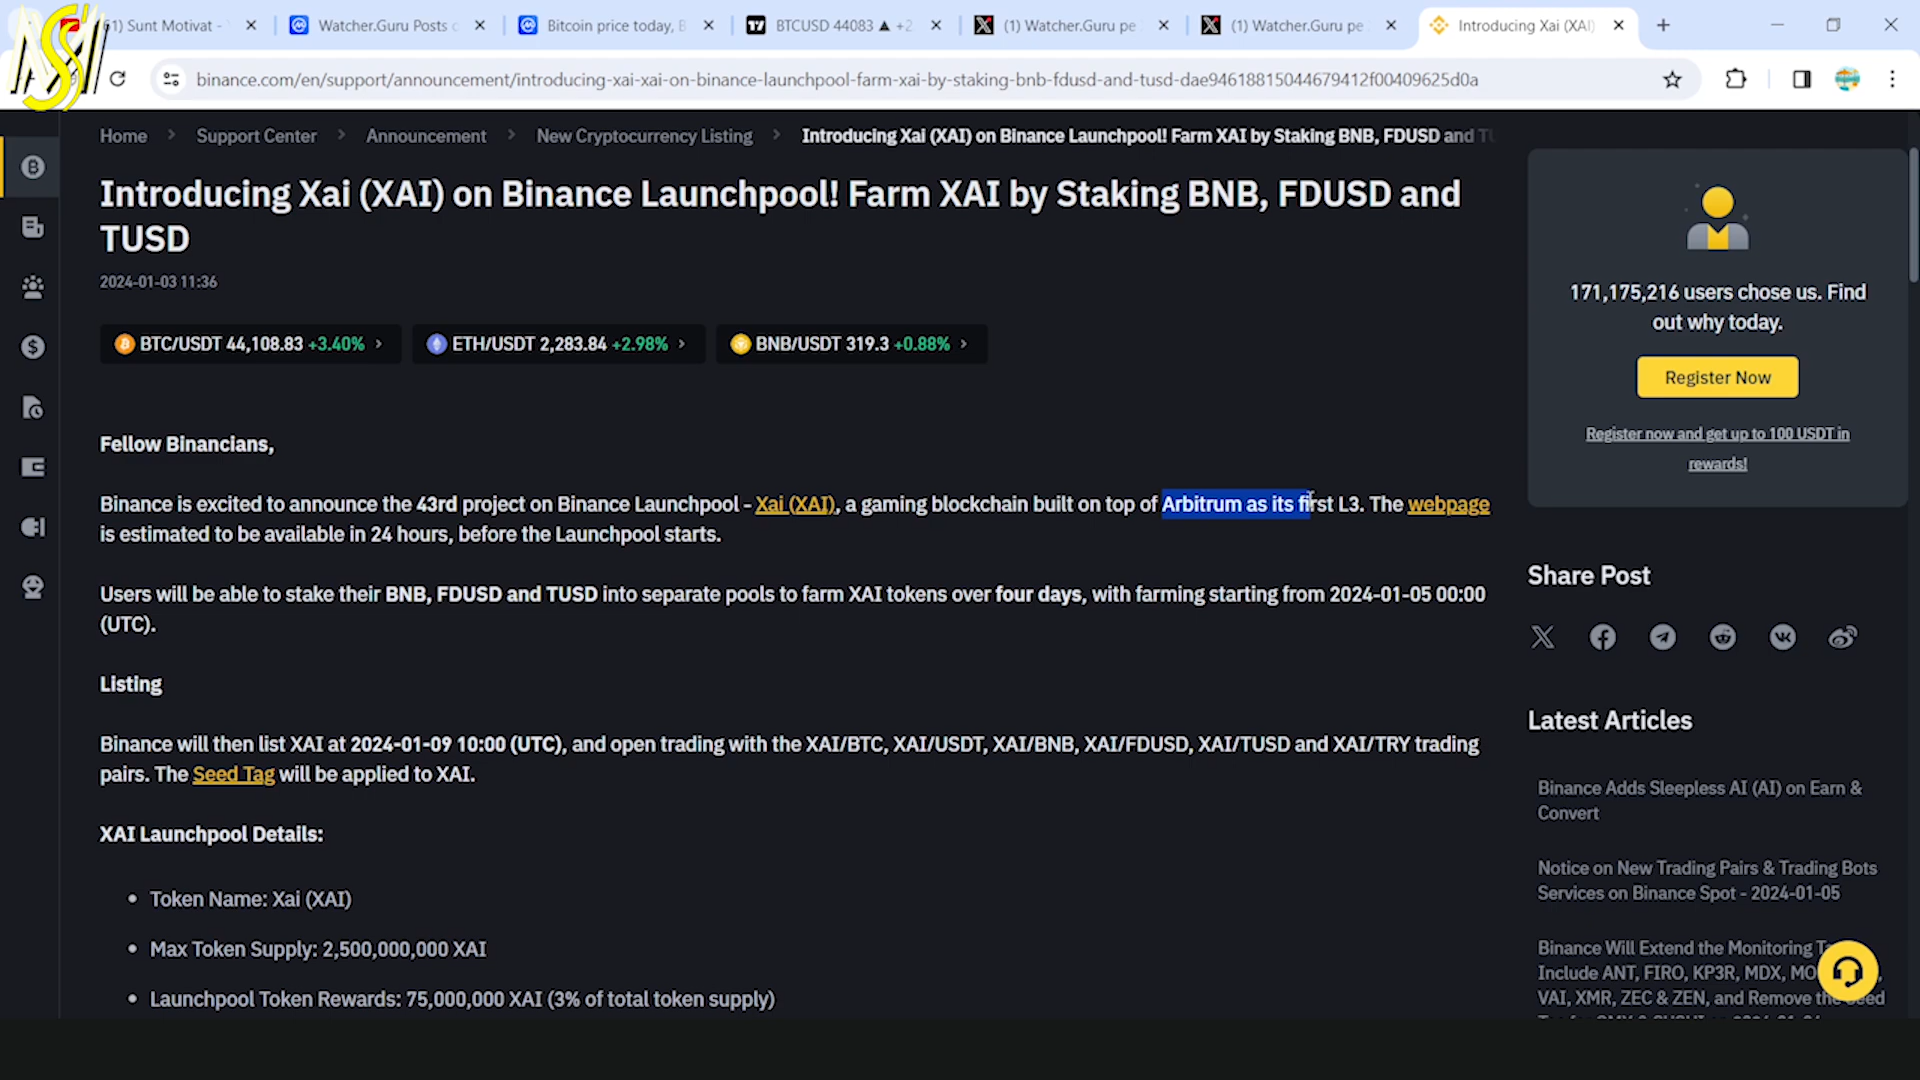 1) Sunt Motivat -
Watcher.Guru Posts
Bitcoin price today, B
BTCUSD 44083 ▲ +2
(1) Watcher.Guru pe
(1) Watcher.Guru pe
Introducing Xai (XAI)
binance.com/en/support/announcement/introducing-xai-xai-on-binance-launchpool-farm-xai-by-staking-bnb-fdusd-and-tusd-dae94618815044679412f00409625d0a
Home > Support Center > Announcement > New Cryptocurrency Listing > Introducing Xai (XAI) on Binance Launchpool! Farm XAI by Staking BNB, FDUSD and TU
Introducing Xai (XAI) on Binance Launchpool! Farm XAI by Staking BNB, FDUSD and
TUSD
2024-01-03 11:36
BTC/USDT 44,108.83 +3.40% >
ETH/USDT 2,283.84 +2.98% >
BNB/USDT 319.3 +0.88% >
Fellow Binancians,
Binance is excited to announce the 43rd project on Binance Launchpool - Xai (XAI), a gaming blockchain built on top of Arbitrum as its first L3. The webpage
is estimated to be available in 24 hours, before the Launchpool starts.
Users will be able to stake their BNB, FDUSD and TUSD into separate pools to farm XAI tokens over four days, with farming starting from 2024-01-05 00:00
(UTC).
Listing
Binance will then list XAI at 2024-01-09 10:00 (UTC), and open trading with the XAI/BTC, XAI/USDT, XAI/BNB, XAI/FDUSD, XAI/TUSD and XAI/TRY trading
pairs. The Seed Tag will be applied to XAI.
XAI Launchpool Details:
• Token Name: Xai (XAI)
• Max Token Supply: 2,500,000,000 XAI
• Launchpool Token Rewards: 75,000,000 XAI (3% of total token supply)
171,175,216 users chose us. Find
out why today.
Register Now
Register now and get up to 100 USDT in
rewards!
Share Post
Latest Articles
Binance Adds Sleepless AI (AI) on Earn &
Convert
Notice on New Trading Pairs & Trading Bots
Services on Binance Spot - 2024-01-05
Binance Will Extend the Monitoring
Include ANT, FIRO, KP3R, MDX,
VAI, XMR, ZEC & ZEN, and Remove the Seed